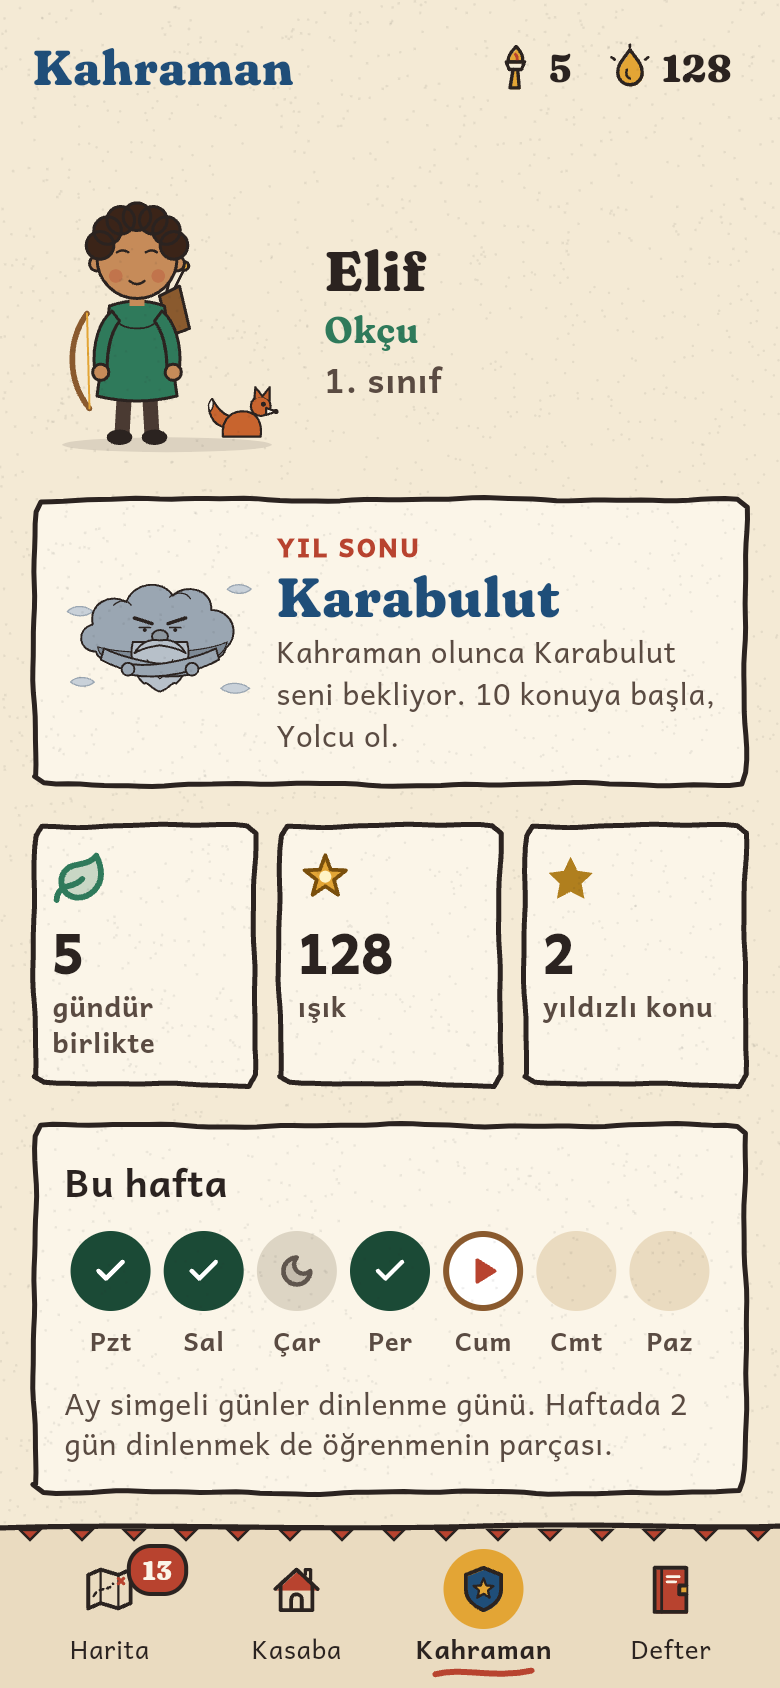 Kahraman
5
128
Elif
Okçu
1. sınıf
YIL SONU
Karabulut
Kahraman olunca Karabulut
seni bekliyor. 10 konuya başla,
Yolcu ol.
5
gündür
birlikte
128
ışık
2
yıldızlı konu
Bu hafta
Pzt Sal Çar Per Cum Cmt Paz
Ay simgeli günler dinlenme günü. Haftada 2
gün dinlenmek de öğrenmenin parçası.
13
Harita Kasaba Kahraman Defter